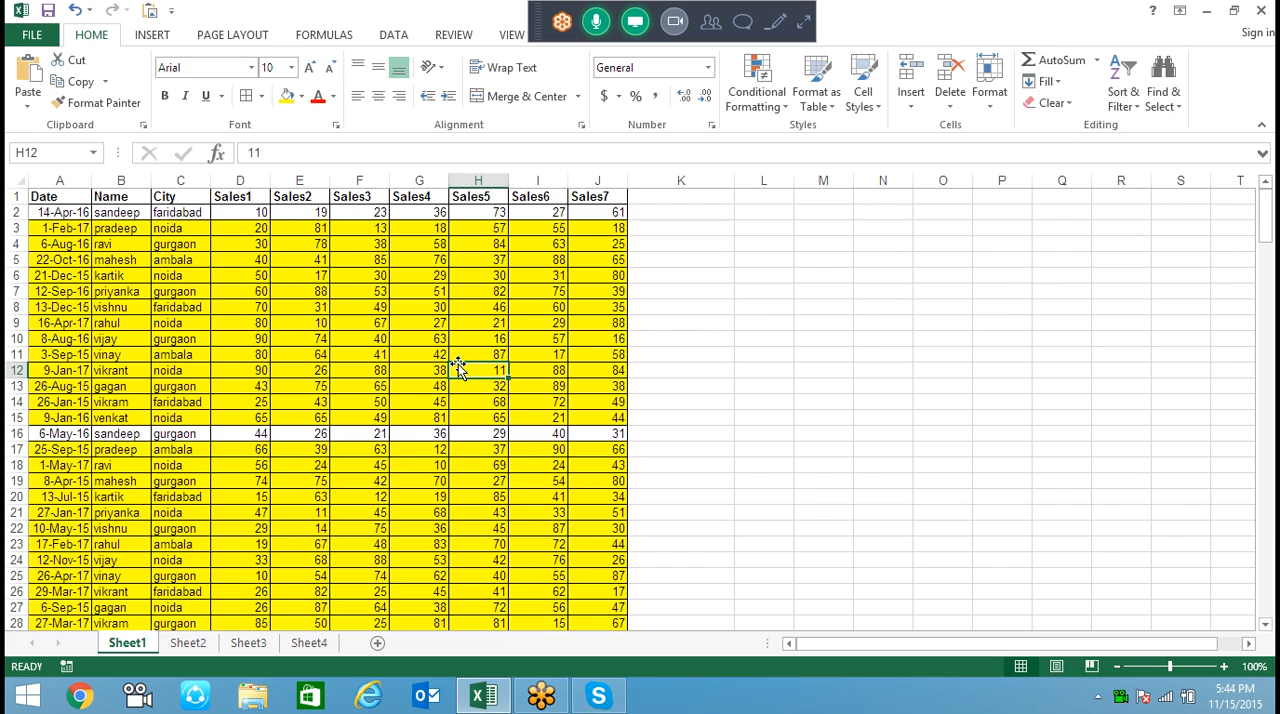 FILE HOME INSERT PAGE LAYOUT FORMULAS DATA REVIEW VIEW
? Sign in
Paste Cut Copy Format Painter Clipboard
Arial 10 B I U A Font
Wrap Text Merge & Center Alignment
General $ % , Number
Conditional Formatting Format as Table Cell Styles Styles
Insert Delete Format Cells
AutoSum Fill Clear Sort & Filter Find & Select Editing
H12 fx 11
A B C D E F G H I J K L M N O P Q R S T
1 Date Name City Sales1 Sales2 Sales3 Sales4 Sales5 Sales6 Sales7
2 14-Apr-16 sandeep faridabad 10 19 23 36 73 27 61
3 1-Feb-17 pradeep noida 20 81 13 18 57 55 18
4 6-Aug-16 ravi gurgaon 30 78 38 58 84 63 25
5 22-Oct-16 mahesh ambala 40 41 85 76 37 88 65
6 21-Dec-15 kartik noida 50 17 30 29 30 31 80
7 12-Sep-16 priyanka gurgaon 60 88 53 51 82 75 39
8 13-Dec-15 vishnu faridabad 70 31 49 30 46 60 35
9 16-Apr-17 rahul noida 80 10 67 27 21 29 88
10 8-Aug-16 vijay gurgaon 90 74 40 63 16 57 16
11 3-Sep-15 vinay ambala 80 64 41 42 87 17 58
12 9-Jan-17 vikrant noida 90 26 88 38 11 88 84
13 26-Aug-15 gagan gurgaon 43 75 65 48 32 89 38
14 26-Jan-15 vikram faridabad 25 43 50 45 68 72 49
15 9-Jan-16 venkat noida 65 65 49 81 65 21 44
16 6-May-16 sandeep gurgaon 44 26 21 36 29 40 31
17 25-Sep-15 pradeep ambala 66 39 63 12 37 90 66
18 1-May-17 ravi noida 56 24 45 10 69 24 43
19 8-Apr-15 mahesh gurgaon 74 75 42 70 27 54 80
20 13-Jul-15 kartik faridabad 15 63 12 19 85 41 34
21 27-Jan-17 priyanka noida 47 11 45 68 43 33 51
22 10-May-15 vishnu gurgaon 29 14 75 36 45 87 30
23 17-Feb-17 rahul ambala 19 67 48 83 70 72 44
24 12-Nov-15 vijay noida 33 68 88 53 42 76 26
25 26-Apr-17 vinay gurgaon 10 54 74 62 40 55 87
26 29-Mar-17 vikrant faridabad 26 82 25 45 41 62 17
27 6-Sep-15 gagan noida 26 87 64 38 72 56 47
28 27-Mar-17 vikram gurgaon 85 50 25 81 81 15 67
Sheet1 Sheet2 Sheet3 Sheet4
READY 100%
5:44 PM
11/15/2015